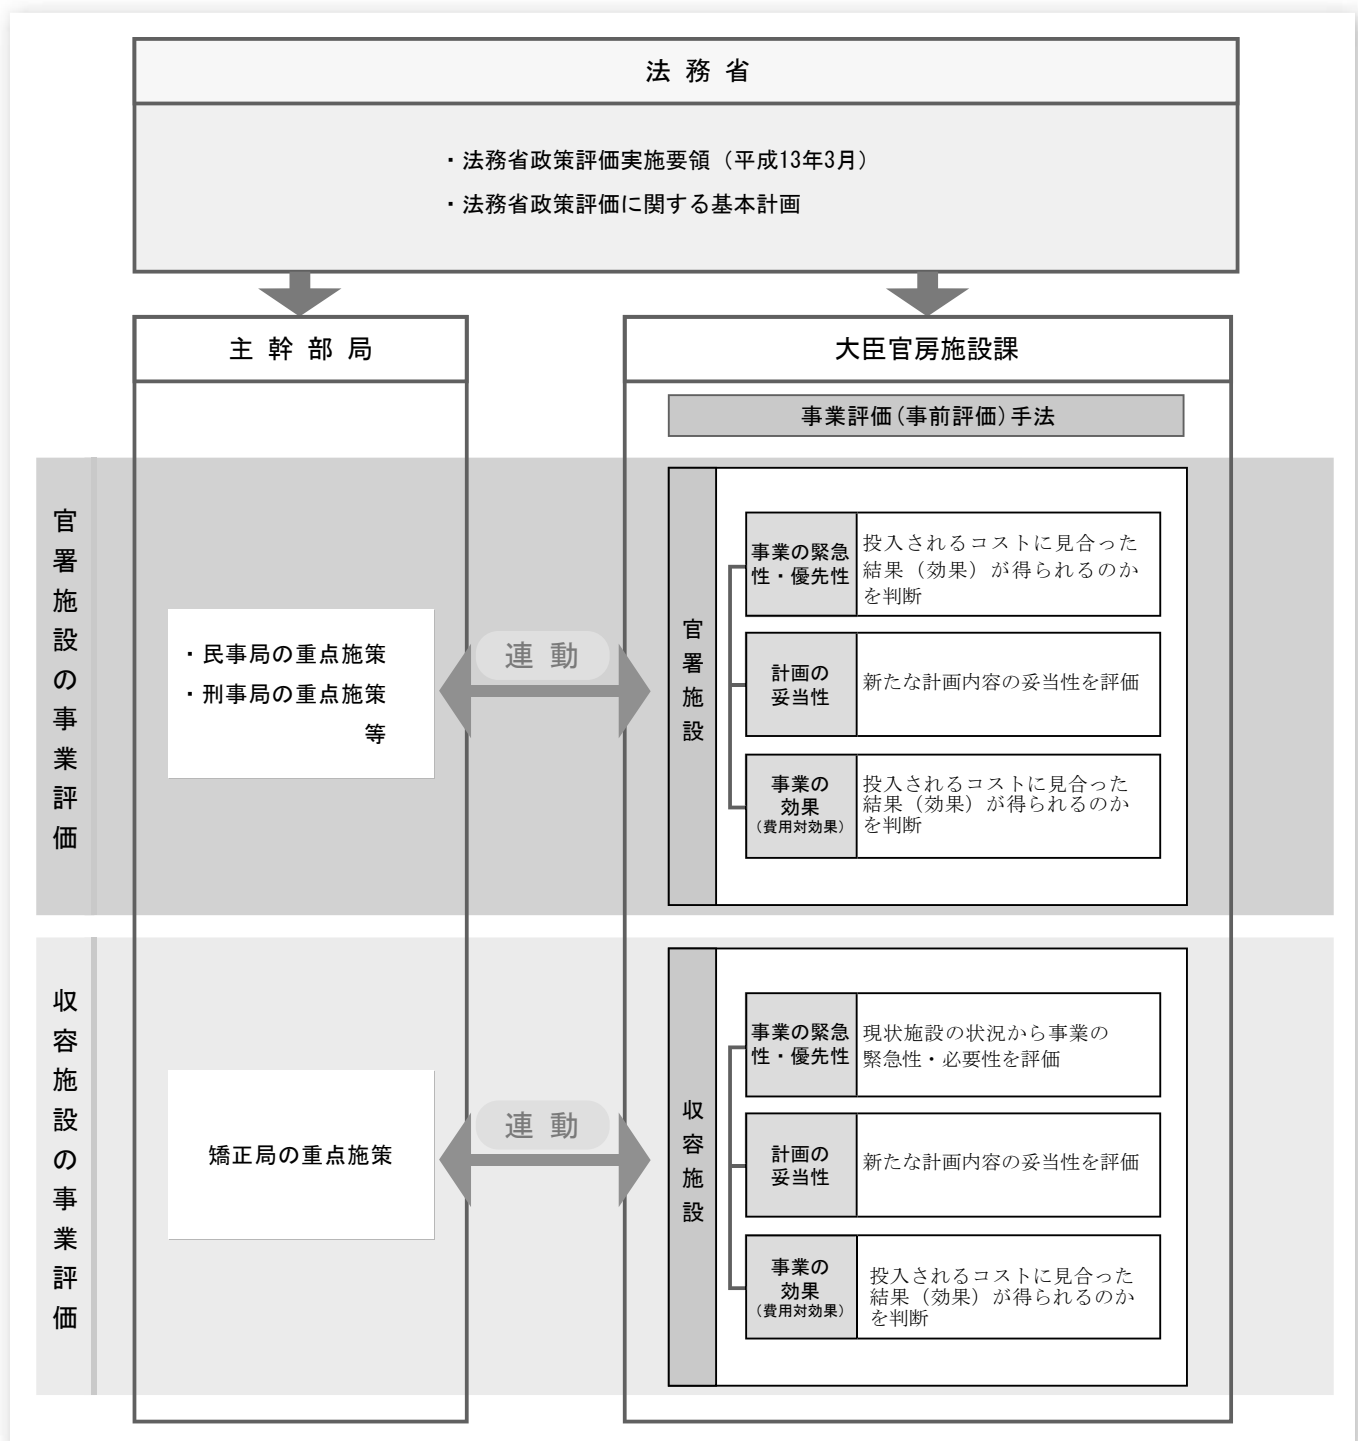 法務省
・法務省政策評価実施要領（平成13年3月）
・法務省政策評価に関する基本計画
主幹部局
大臣官房施設課
事業評価(事前評価)手法
官署施設の事業評価
・民事局の重点施策
・刑事局の重点施策
等
連動
官署施設
事業の緊急
性・優先性
投入されるコストに見合った
結果（効果）が得られるのか
を判断
計画の
妥当性
新たな計画内容の妥当性を評価
事業の
効果
（費用対効果）
投入されるコストに見合った
結果（効果）が得られるのか
を判断
収容施設の事業評価
矯正局の重点施策
連動
収容施設
事業の緊急
性・優先性
現状施設の状況から事業の
緊急性・必要性を評価
計画の
妥当性
新たな計画内容の妥当性を評価
事業の
効果
（費用対効果）
投入されるコストに見合った
結果（効果）が得られるのか
を判断